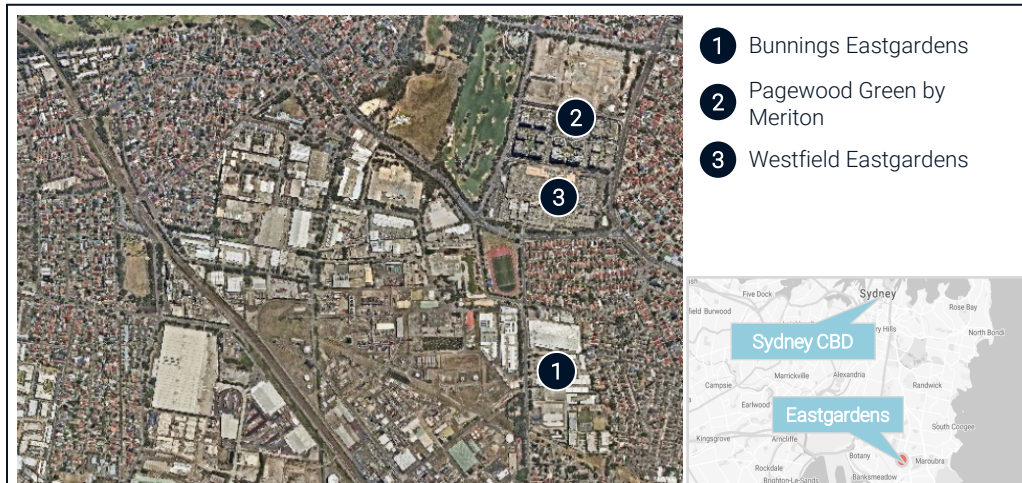 1 Bunnings Eastgardens
2 Pagewood Green by
Meriton
3 Westfield Eastgardens
2
3
1
Five Dock
Sydney
Rose Bay
field Burwood
ry Hills
North Bondi
Sydney CBD
Marrickville
Alexandria
Campsie
Randwick
Earlwood
Eastgardens
South Coogee
Kingsgrove
Arncliffe
Botany
Maroubra
Rockdale
Banksmeadow
Brighton-Le-Sands